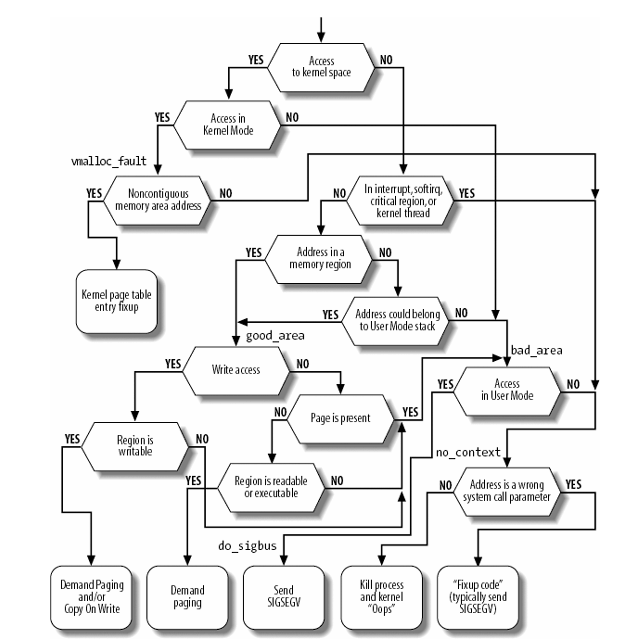 Access
to kernel space
YES
NO
Access in
Kernel Mode
YES
NO
vmalloc_fault
Noncontiguous
memory area address
YES
NO
In interrupt, softirq,
critical region, or
kernel thread
NO
YES
Address in a
memory region
YES
NO
Kernel page table
entry fixup
Address could belong
to User Mode stack
YES
NO
good_area
bad_area
Write access
YES
NO
Access
in User Mode
YES
NO
Page is present
NO
YES
Region is
writable
YES
NO
no_context
Region is readable
or executable
YES
NO
Address is a wrong
system call parameter
NO
YES
do_sigbus
Demand Paging
and/or
Copy On Write
Demand
paging
Send
SIGSEGV
Kill process
and kernel
"Oops"
"Fixup code"
(typically send
SIGSEGV)